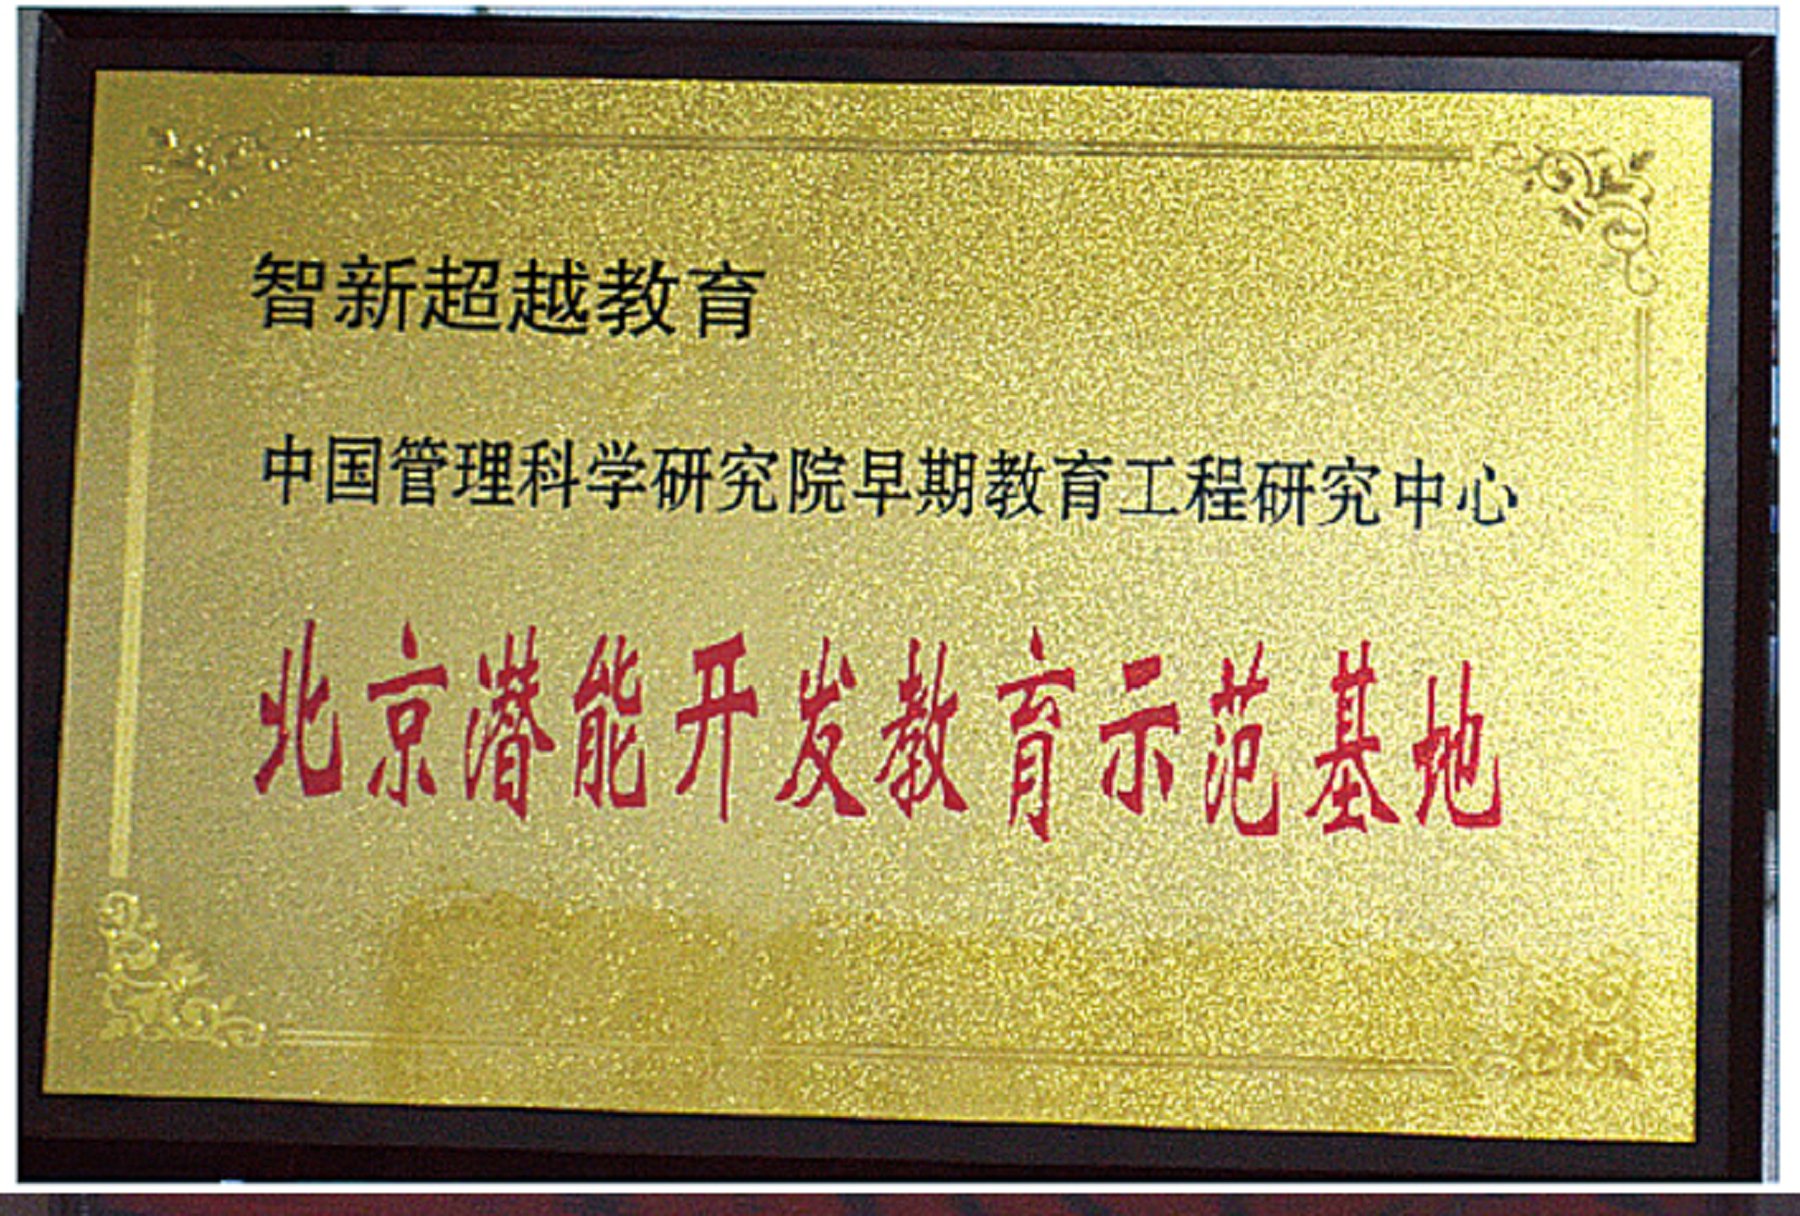 智新超越教育
中国管理科学研究院早期教育工程研究中心
北京潜能开发教育示范基地